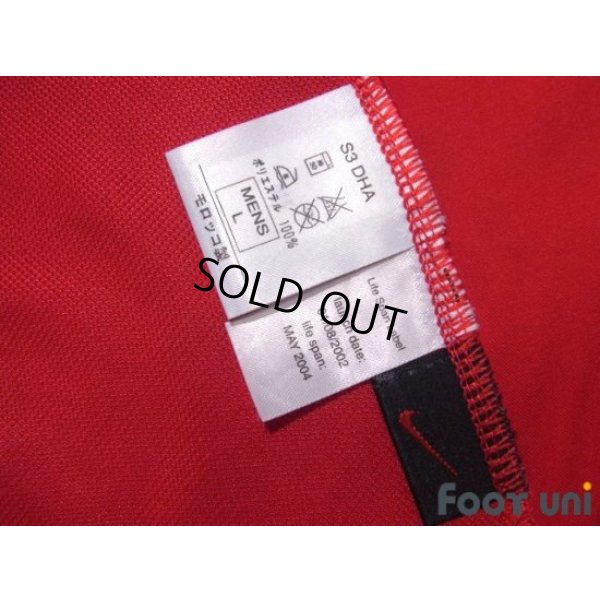 S3 DHA
ポリエステル 100%
MENS
L
モロッコ製
SOLD OUT
Life Span Label
launch date:
08/2002
life span:
MAY 2004
Foot uni